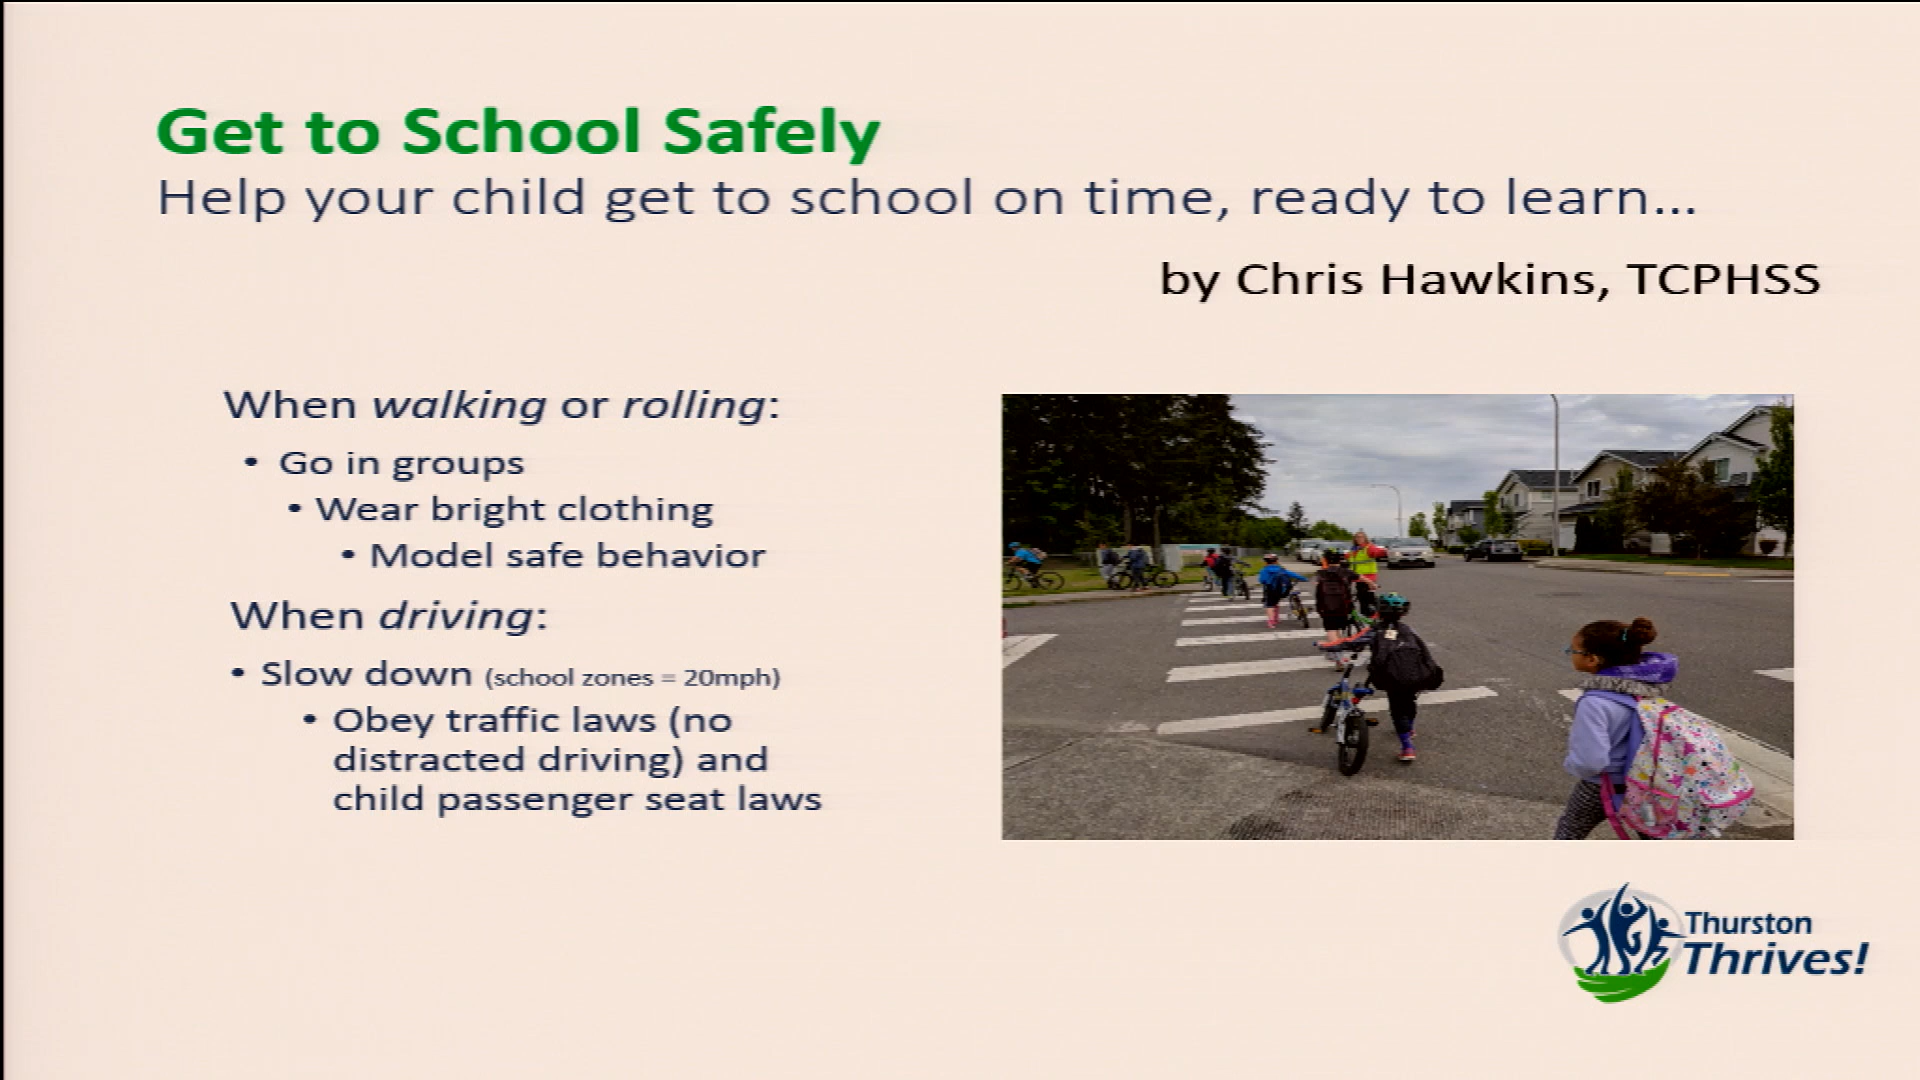 Get to School Safely
Help your child get to school on time, ready to learn...
by Chris Hawkins, TCPHSS
When walking or rolling:
• Go in groups
• Wear bright clothing
• Model safe behavior
When driving:
• Slow down (school zones = 20mph)
• Obey traffic laws (no
distracted driving) and
child passenger seat laws
Thurston
Thrives!